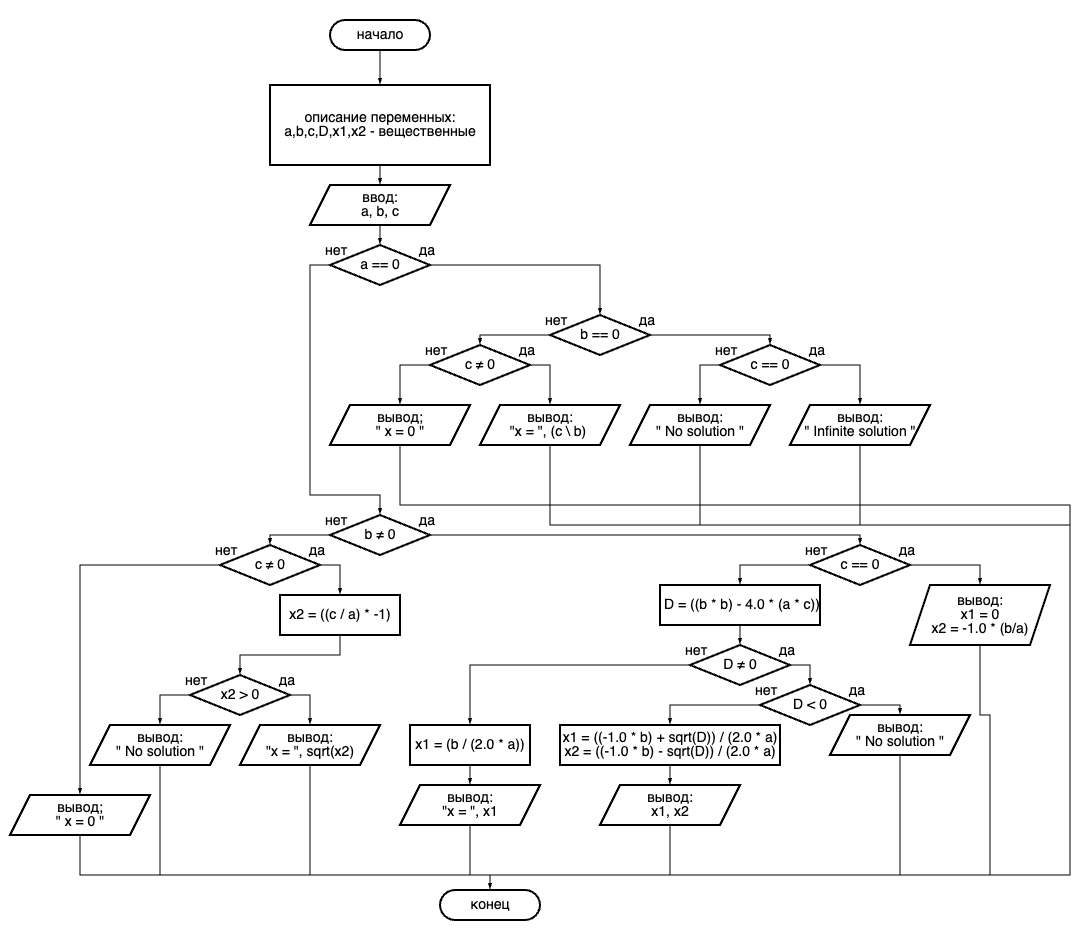 начало
описание переменных:
a,b,c,D,x1,x2 - вещественные
ввод:
a, b, c
нет
да
a == 0
нет
да
b == 0
нет
да
c ≠ 0
нет
да
c == 0
вывод;
" x = 0 "
вывод:
"x = ", (c \ b)
вывод:
" No solution "
вывод:
" Infinite solution "
нет
да
b ≠ 0
нет
да
c ≠ 0
нет
да
c == 0
x2 = ((c / a) * -1)
D = ((b * b) - 4.0 * (a * c))
вывод:
x1 = 0
x2 = -1.0 * (b/a)
нет
да
D ≠ 0
нет
да
x2 > 0
нет
да
D < 0
вывод:
" No solution "
вывод:
"x = ", sqrt(x2)
x1 = (b / (2.0 * a))
x1 = ((-1.0 * b) + sqrt(D)) / (2.0 * a)
x2 = ((-1.0 * b) - sqrt(D)) / (2.0 * a)
вывод:
" No solution "
вывод;
" x = 0 "
вывод:
"x = ", x1
вывод:
x1, x2
конец